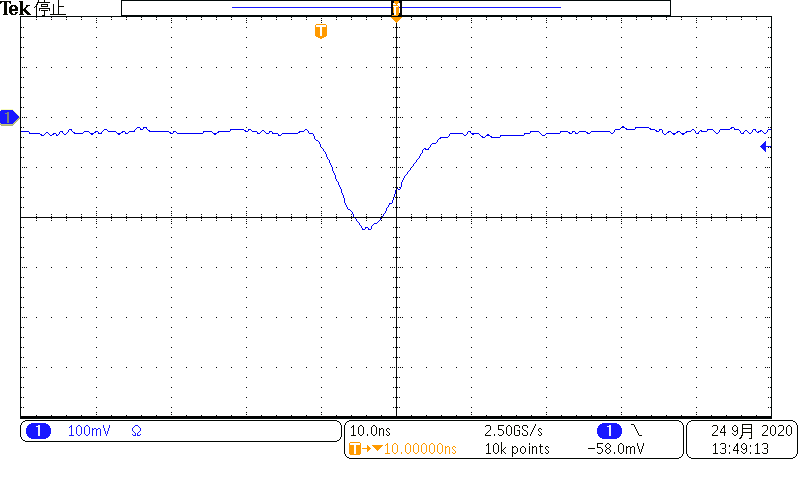 Tek 停止
T
T
1
1 100mV Ω
10.0ns 2.50GS/s 1
T→▼10.00000ns 10k points −58.0mV
24 9月 2020
13:49:13